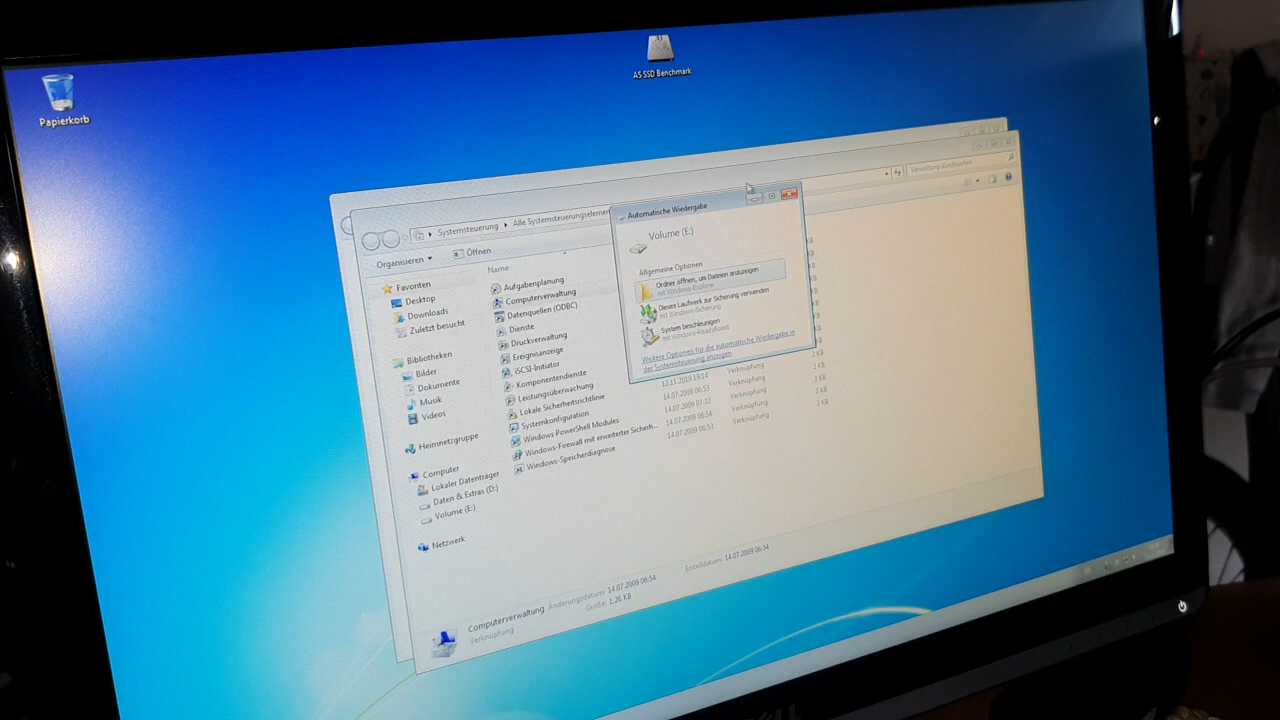 AS SSD Benchmark
Papierkorb
Verwaltung durchsuchen
Systemsteuerung
Alle Systemsteuerungselemen
Organisieren
Öffnen
Automatische Wiedergabe
Volume (E:)
Allgemeine Optionen
Ordner öffnen, um Dateien anzuzeigen
mit Windows-Explorer
Dieses Laufwerk zur Sicherung verwenden
mit Windows-Sicherung
System beschleunigen
mit Windows-ReadyBoost
Weitere Optionen für die automatische Wiedergabe in
der Systemsteuerung anzeigen
Favoriten
Desktop
Downloads
Zuletzt besucht
Bibliotheken
Bilder
Dokumente
Musik
Videos
Heimnetzgruppe
Computer
Lokaler Datenträger
Daten & Extras (D:)
Volume (E:)
Netzwerk
Name
Aufgabenplanung
Computerverwaltung
Datenquellen (ODBC)
Dienste
Druckverwaltung
Ereignisanzeige
iSCSI-Initiator
Komponentendienste
Leistungsüberwachung
Lokale Sicherheitsrichtlinie
Systemkonfiguration
Windows PowerShell Modules
Windows-Firewall mit erweiterter Sicherh...
Windows-Speicherdiagnose
12.11.2019 19:14 Verknüpfung 2 KB
14.07.2009 06:53 Verknüpfung 2 KB
14.07.2009 07:32 Verknüpfung 3 KB
14.07.2009 06:54 Verknüpfung 2 KB
14.07.2009 06:53 Verknüpfung 2 KB
Computerverwaltung Änderungsdatum: 14.07.2009 06:54 Erstelldatum: 14.07.2009 06:54
Verknüpfung Größe: 1,26 KB